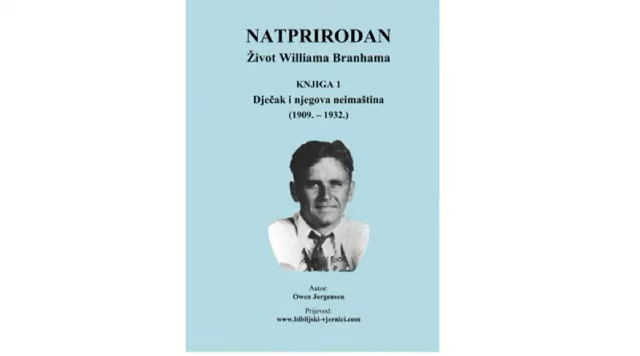 NATPRIRODAN
Život Williama Branhama
KNJIGA 1
Dječak i njegova neimaština
(1909. – 1932.)
Autor:
Owen Jorgensen
Prijevod:
www.biblijski-vjernici.com